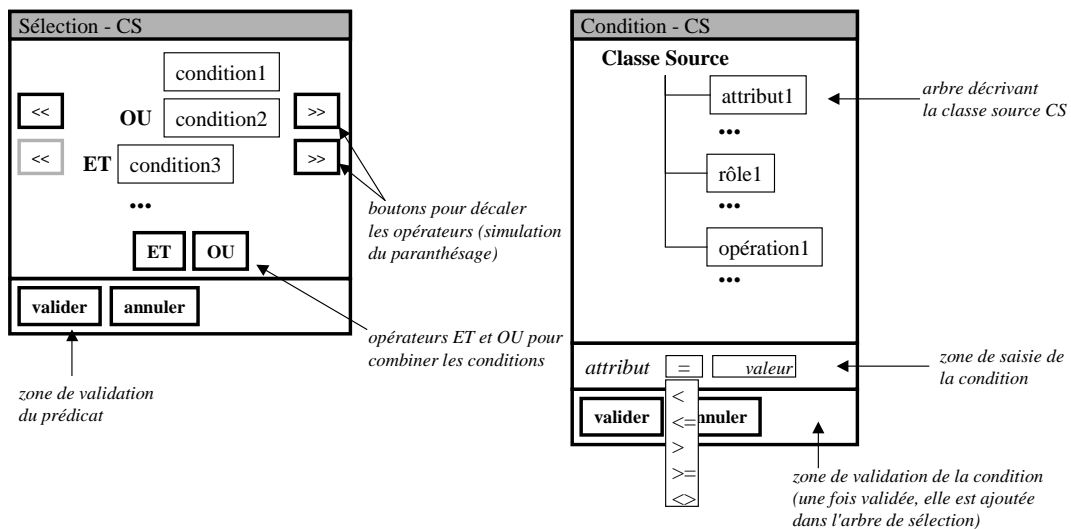 Sélection - CS
condition1
<< OU condition2 >>
<< ET condition3 >>
•••
ET OU
valider annuler
boutons pour décaler
les opérateurs (simulation
du paranthésage)
opérateurs ET et OU pour
combiner les conditions
zone de validation
du prédicat
Condition - CS
Classe Source
attribut1
•••
rôle1
•••
opération1
•••
attribut = valeur
<
<=
>
>=
<>
valider nnuler
arbre décrivant
la classe source CS
zone de saisie de
la condition
zone de validation de la condition
(une fois validée, elle est ajoutée
dans l'arbre de sélection)